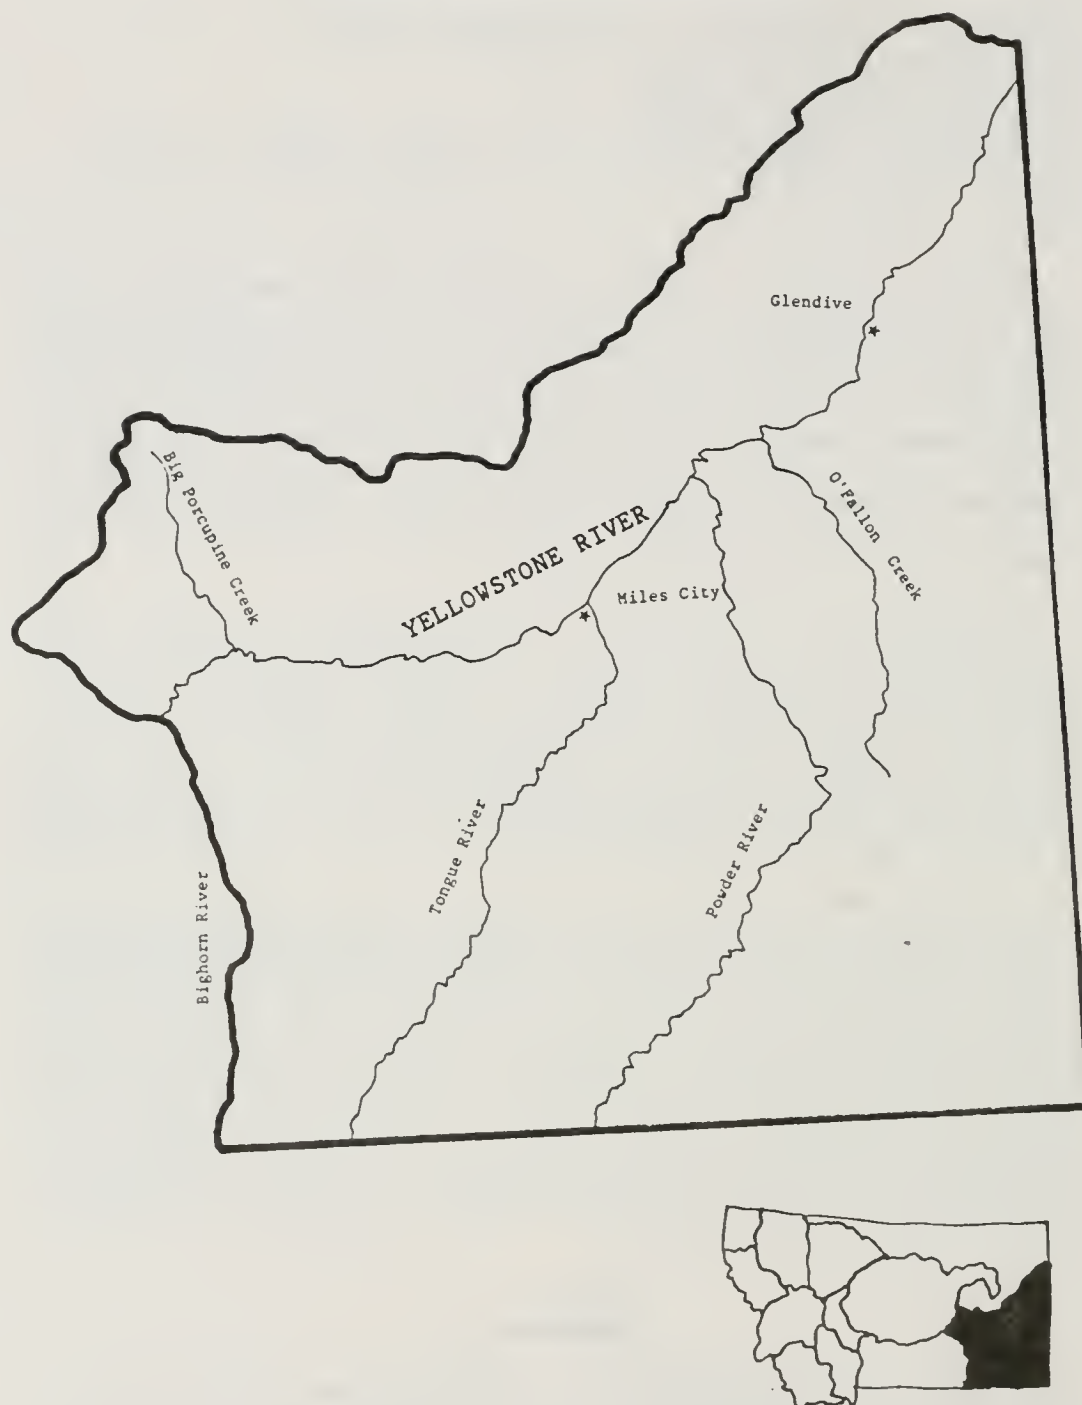 Glendive
Big Porcupine Creek
O'Fallon Creek
YELLOWSTONE RIVER
Miles City
Tongue River
Powder River
Bighorn River